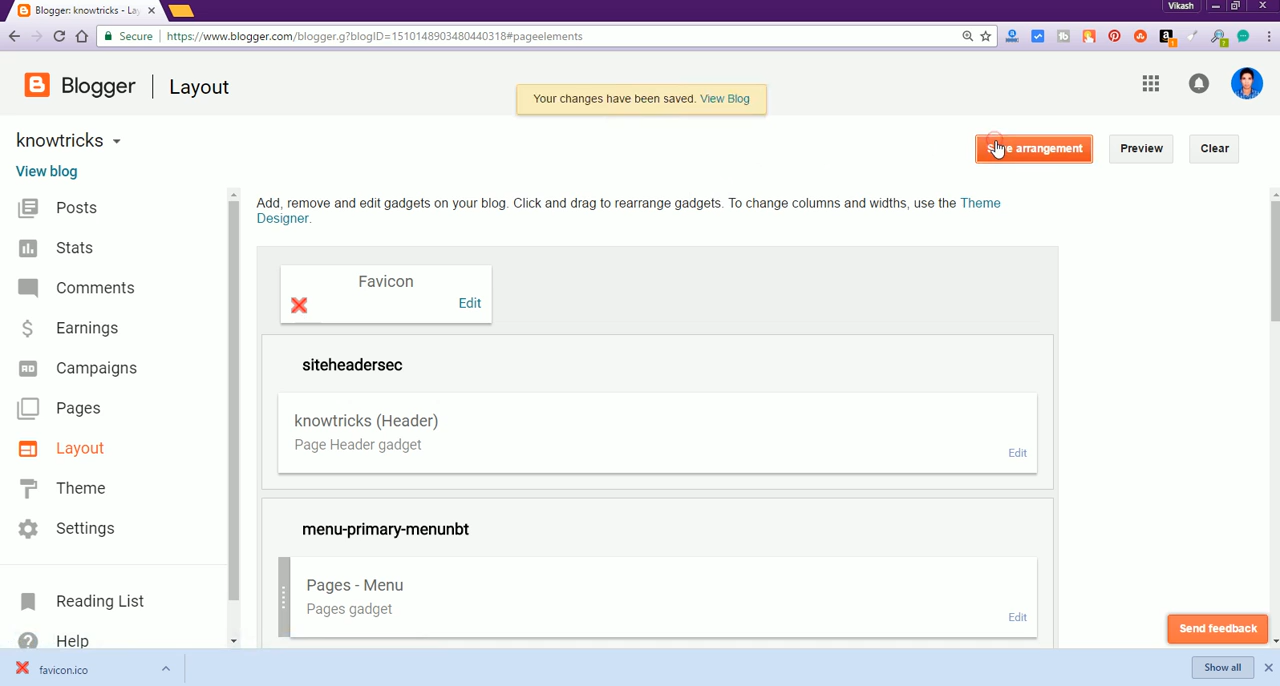 Blogger: knowtricks - La
Vikash
Secure
https://www.blogger.com/blogger.g?blogID=1510148903480440318#pageelements
Blogger
Layout
Your changes have been saved. View Blog
knowtricks
View blog
arrangement
Preview
Clear
Posts
Stats
Comments
Earnings
Campaigns
Pages
Layout
Theme
Settings
Reading List
Help
Add, remove and edit gadgets on your blog. Click and drag to rearrange gadgets. To change columns and widths, use the Theme
Designer.
Favicon
Edit
siteheadersec
knowtricks (Header)
Page Header gadget
Edit
menu-primary-menunbt
Pages - Menu
Pages gadget
Edit
Send feedback
favicon.ico
Show all